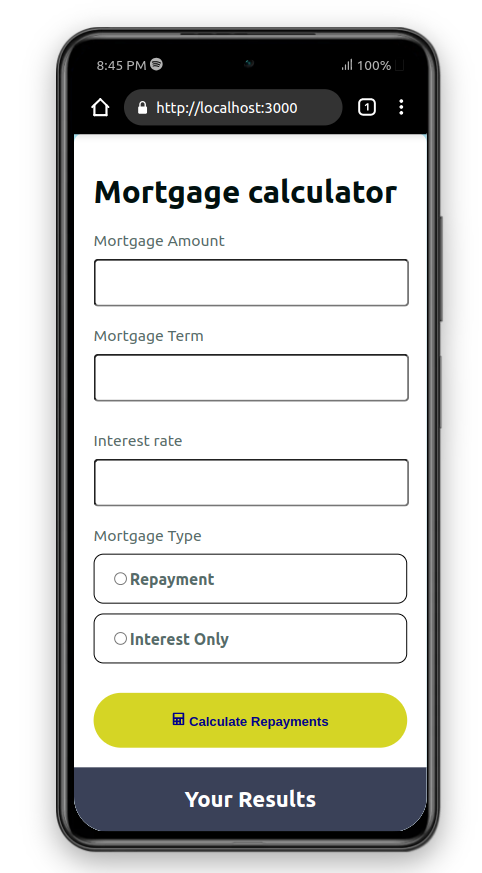 8:45 PM 100%
http://localhost:3000 1
Mortgage calculator
Mortgage Amount
Mortgage Term
Interest rate
Mortgage Type
Repayment
Interest Only
Calculate Repayments
Your Results